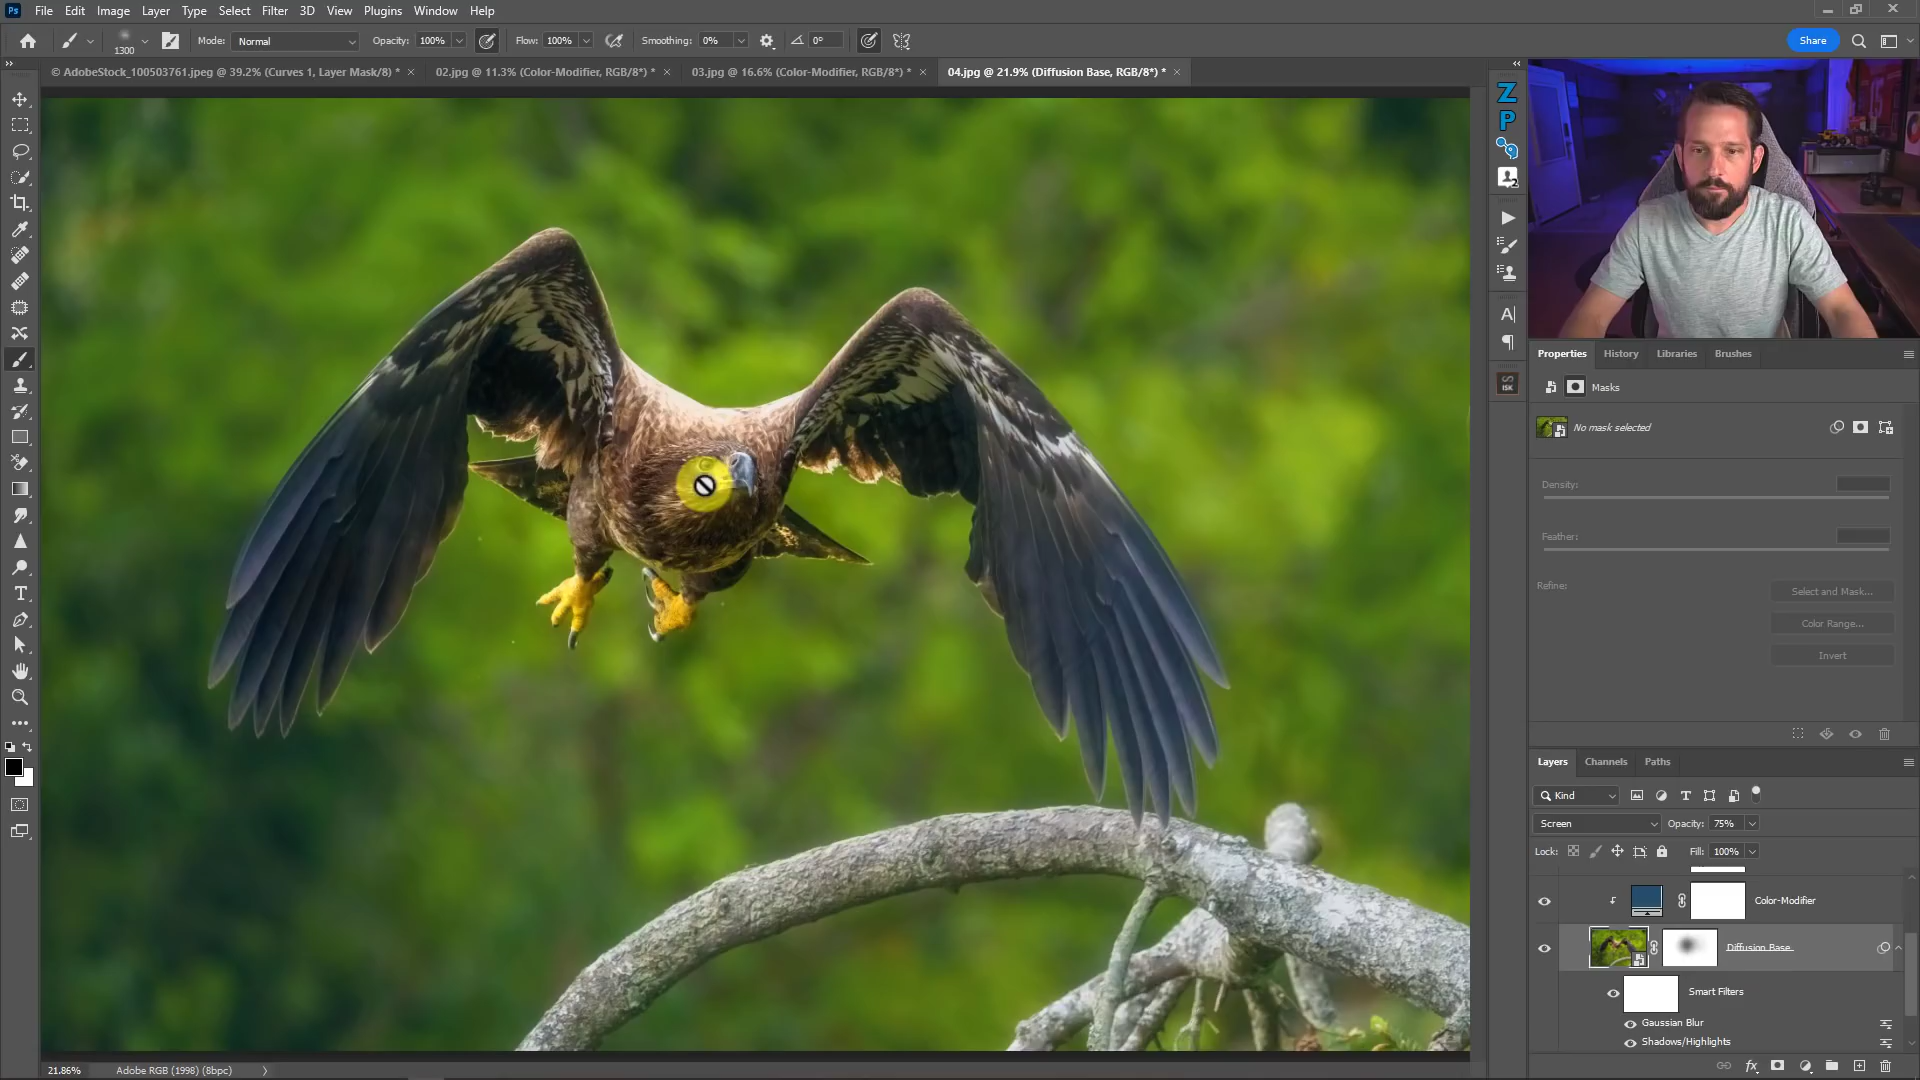 Ps File Edit Image Layer Type Select Filter 3D View Plugins Window Help
1300 Mode: Normal Opacity: 100% Flow: 100% Smoothing: 0% 0° Share
© AdobeStock_100503761.jpeg @ 39.2% (Curves 1, Layer Mask/8) * × 02.jpg @ 11.3% (Color-Modifier, RGB/8*) * × 03.jpg @ 16.6% (Color-Modifier, RGB/8*) * × 04.jpg @ 21.9% (Diffusion Base, RGB/8*) * ×
Z
P
Properties History Libraries Brushes
Masks
No mask selected
Density:
Feather:
Refine:
Select and Mask...
Color Range...
Invert
Layers Channels Paths
Kind
Screen Opacity: 75%
Lock: Fill: 100%
Color-Modifier
Diffusion Base
Smart Filters
Gaussian Blur
Shadows/Highlights
21.86% Adobe RGB (1998) (8bpc)